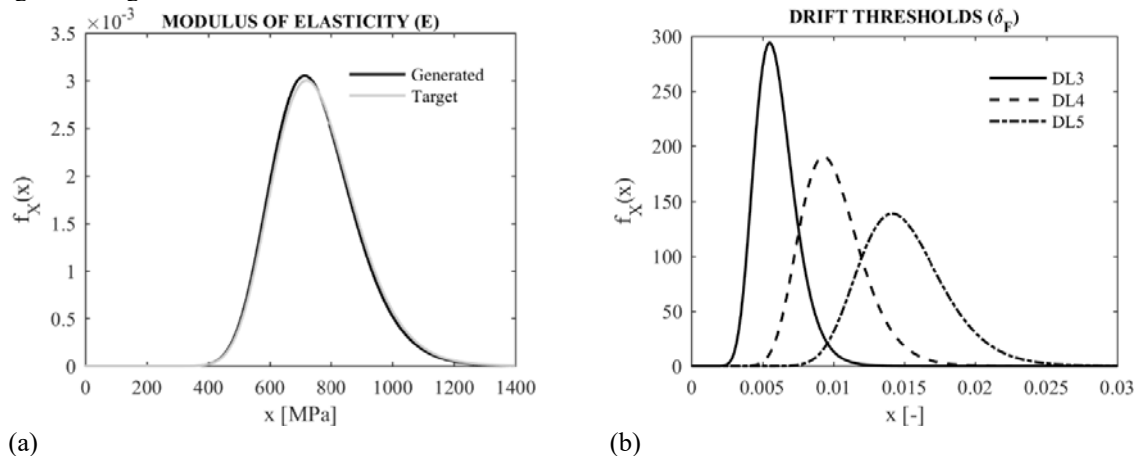 MODULUS OF ELASTICITY (E)
×10⁻³
3.5
3
2.5
2
1.5
1
0.5
0
f_X(x)
Generated
Target
0 200 400 600 800 1000 1200 1400
x [MPa]
(a)
DRIFT THRESHOLDS (δ_F)
300
250
200
150
100
50
0
f_X(x)
DL3
DL4
DL5
0 0.005 0.01 0.015 0.02 0.025 0.03
x [-]
(b)